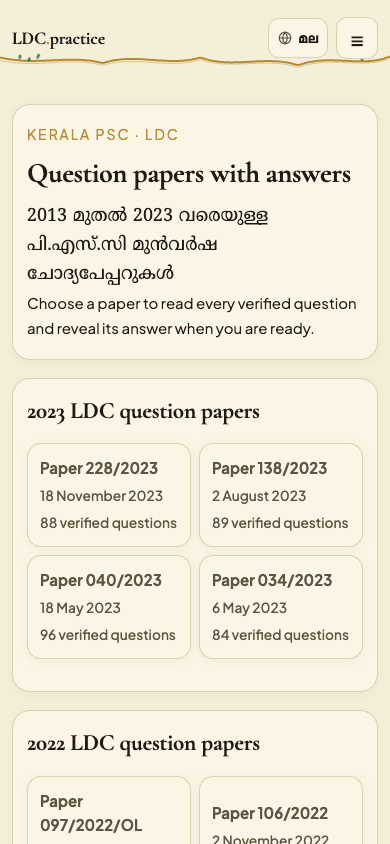 LDC.practice
മല
KERALA PSC · LDC
Question papers with answers
2013 മുതൽ 2023 വരെയുള്ള
പി.എസ്.സി മുൻവർഷ
ചോദ്യപേപ്പറുകൾ
Choose a paper to read every verified question
and reveal its answer when you are ready.
2023 LDC question papers
Paper 228/2023
18 November 2023
88 verified questions
Paper 138/2023
2 August 2023
89 verified questions
Paper 040/2023
18 May 2023
96 verified questions
Paper 034/2023
6 May 2023
84 verified questions
2022 LDC question papers
Paper
097/2022/OL
Paper 106/2022
2 November 2022